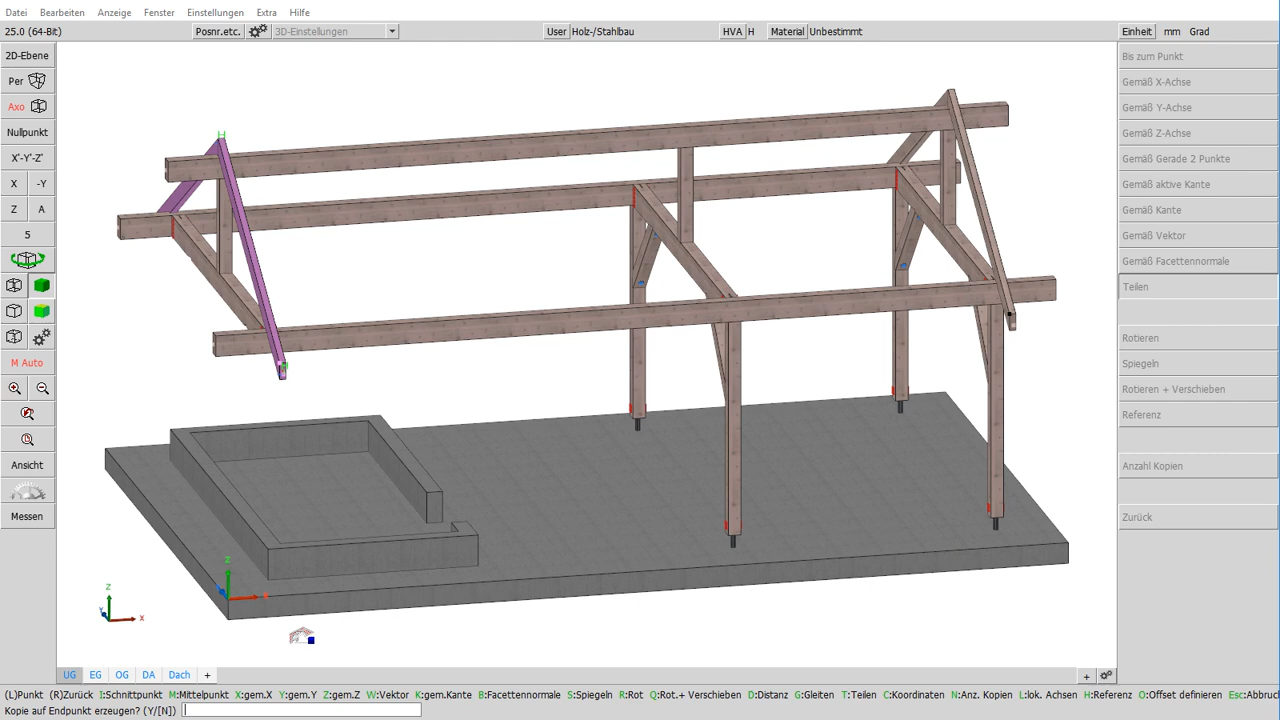 Datei Bearbeiten Anzeige Fenster Einstellungen Extra Hilfe
25.0 (64-Bit) Posnr.etc. 3D-Einstellungen User Holz-/Stahlbau HVA H Material Unbestimmt Einheit mm Grad
2D-Ebene
Per
Axo
Nullpunkt
X'-Y'-Z'
X -Y
Z A
5
M Auto
Ansicht
Messen
Bis zum Punkt
Gemäß X-Achse
Gemäß Y-Achse
Gemäß Z-Achse
Gemäß Gerade 2 Punkte
Gemäß aktive Kante
Gemäß Kante
Gemäß Vektor
Gemäß Facettennormale
Teilen
Rotieren
Spiegeln
Rotieren + Verschieben
Referenz
Anzahl Kopien
Zurück
H
Z
X
Z
Y
X
UG EG OG DA Dach + +
(L)Punkt (R)Zurück I:Schnittpunkt M:Mittelpunkt X:gem.X Y:gem.Y Z:gem.Z W:Vektor K:gem.Kante B:Facettennormale S:Spiegeln R:Rot Q:Rot.+ Verschieben D:Distanz G:Gleiten T:Teilen C:Koordinaten N:Anz. Kopien L:lok. Achsen H:Referenz O:Offset definieren Esc:Abbruc
Kopie auf Endpunkt erzeugen? (Y/[N])